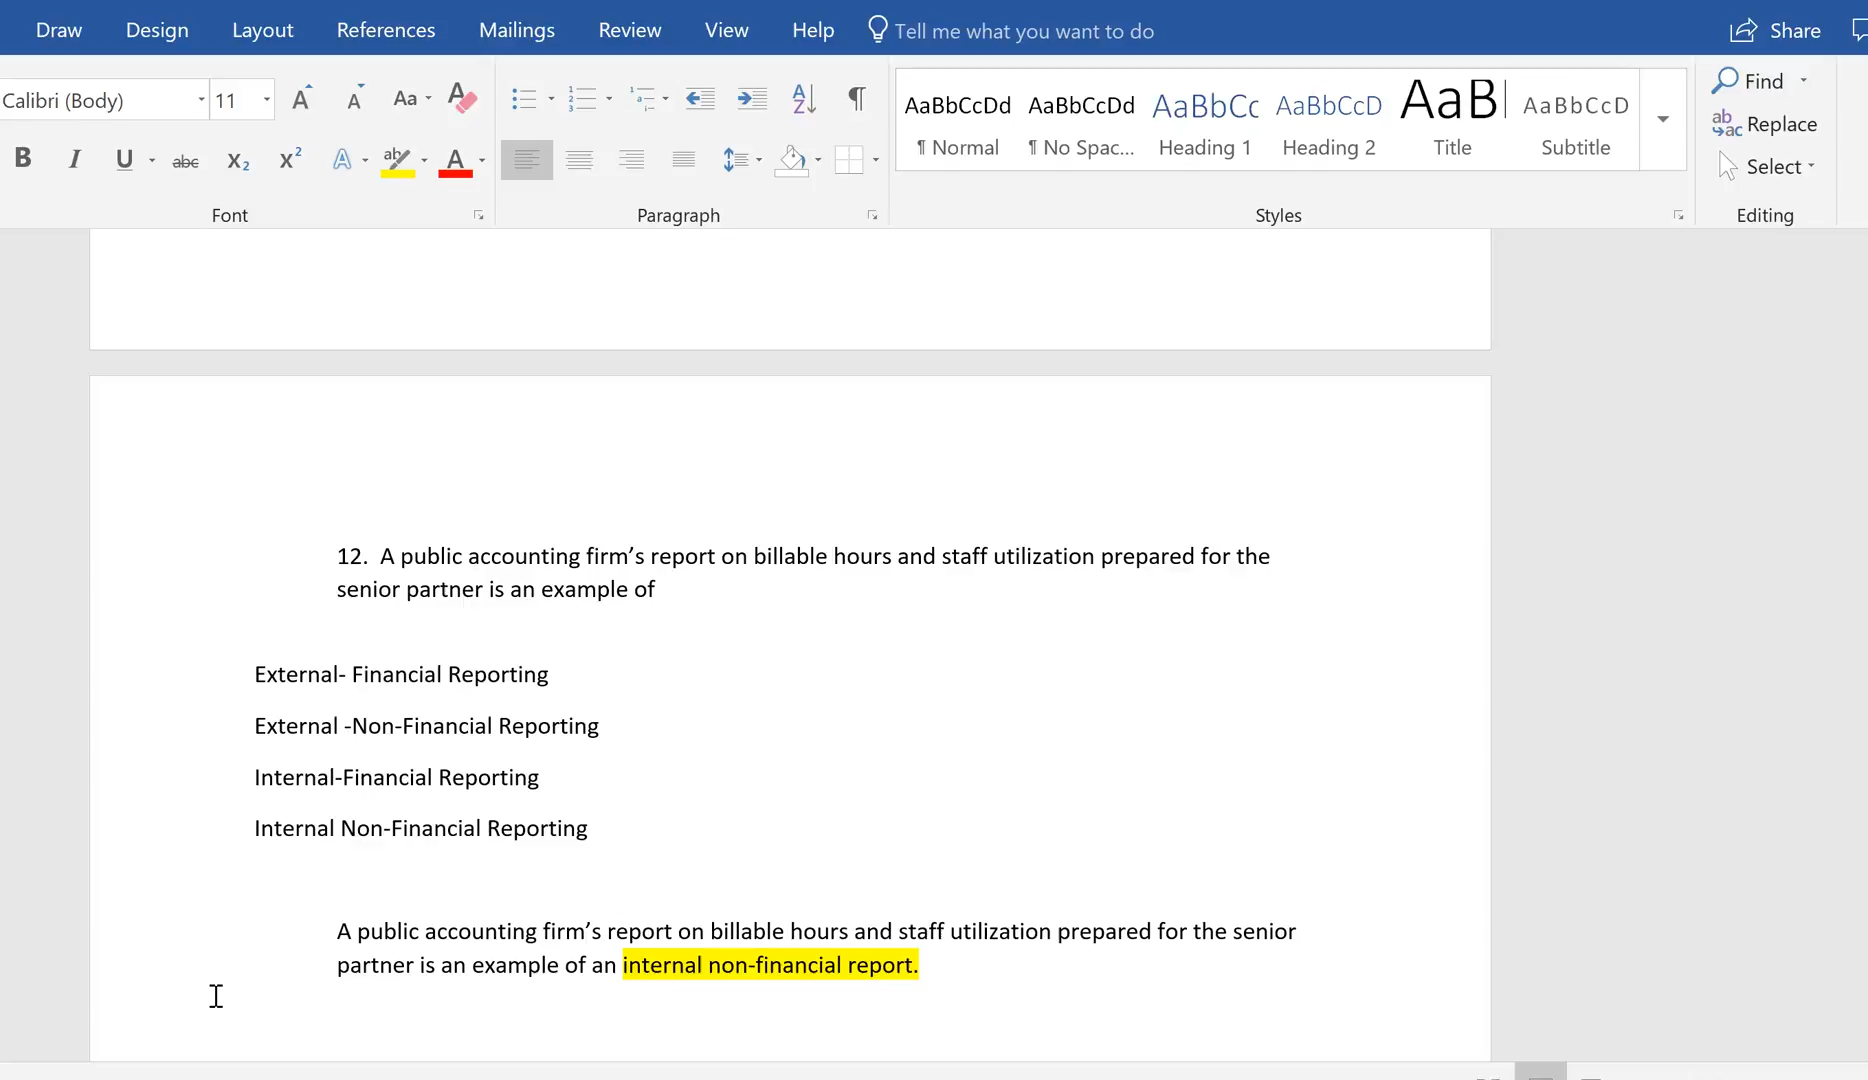 Draw Design Layout References Mailings Review View Help Tell me what you want to do Share
Calibri (Body) 11 Aa AaBbCcDd AaBbCcDd AaBbCc AaBbCcD AaB AaBbCcD Find
¶ Normal ¶ No Spac... Heading 1 Heading 2 Title Subtitle Replace
B I U abc X2 X2 A ab A Select
Font Paragraph Styles Editing
12. A public accounting firm’s report on billable hours and staff utilization prepared for the
senior partner is an example of
External- Financial Reporting
External -Non-Financial Reporting
Internal-Financial Reporting
Internal Non-Financial Reporting
A public accounting firm’s report on billable hours and staff utilization prepared for the senior
partner is an example of an internal non-financial report.